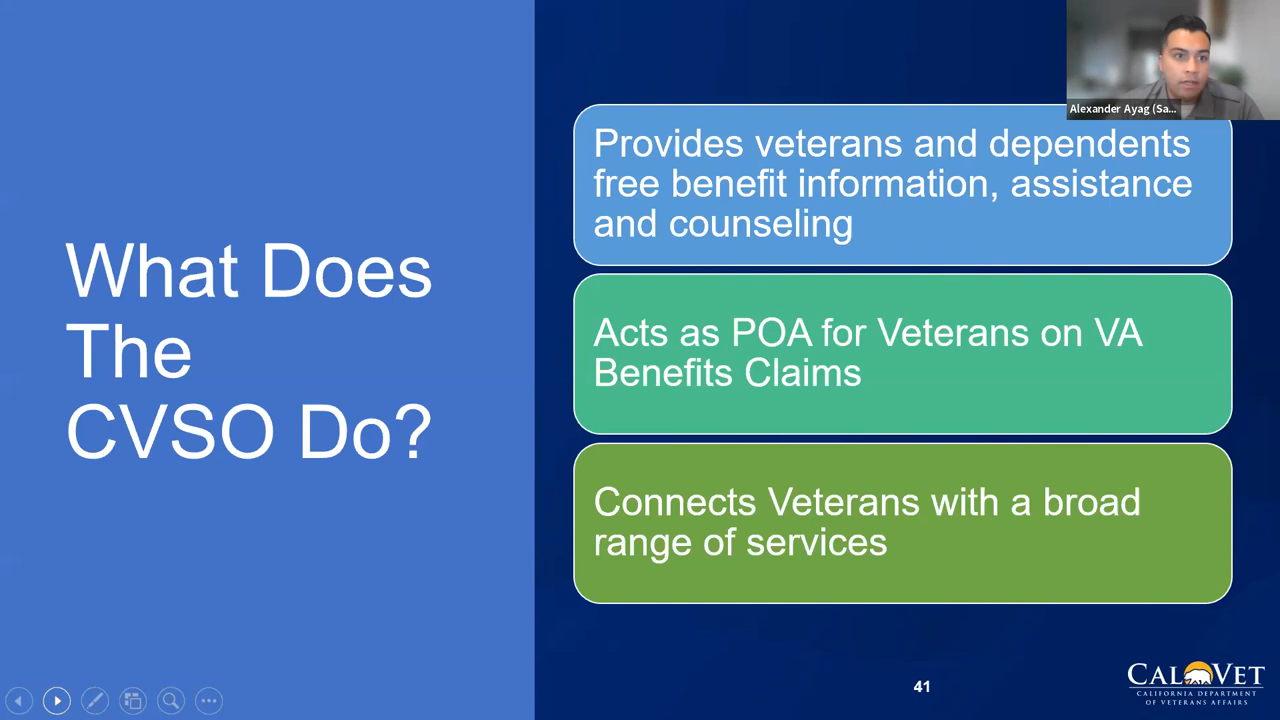 What Does
The
CVSO Do?
Alexander Ayag (Sa...
Provides veterans and dependents
free benefit information, assistance
and counseling
Acts as POA for Veterans on VA
Benefits Claims
Connects Veterans with a broad
range of services
41
CALVET
CALIFORNIA DEPARTMENT
OF VETERANS AFFAIRS